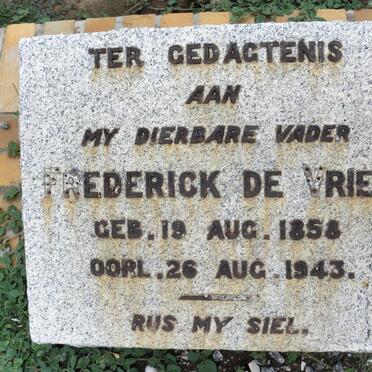 TER GEDAGTENIS
AAN
MY DIERBARE VADER
FREDERICK DE VRIE
GEB. 19 AUG. 1858
OORL. 26 AUG. 1943.
RUS MY SIEL.